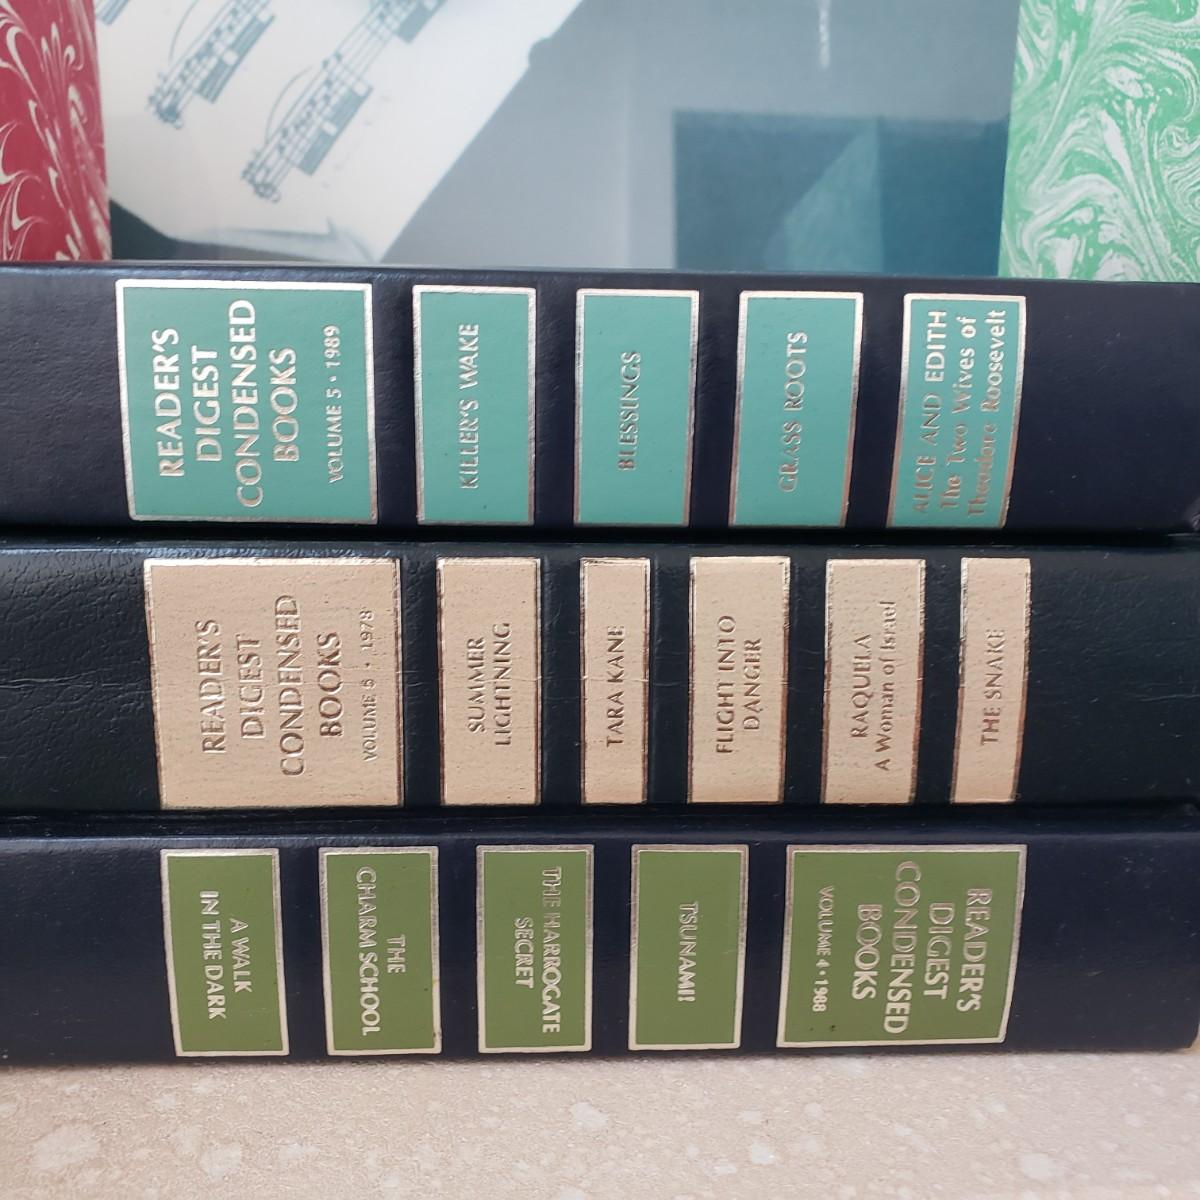 READER'S
DIGEST
CONDENSED
BOOKS
VOLUME 5 • 1989
KILLER'S WAKE
BLESSINGS
GRASS ROOTS
ALICE AND EDITH
The Two Wives of
Theodore Roosevelt
READER'S
DIGEST
CONDENSED
BOOKS
VOLUME 5 • 1978
SUMMER
LIGHTNING
TARA KANE
FLIGHT INTO
DANGER
RAQUELA
A Woman of Israel
THE SNAKE
READER'S
DIGEST
CONDENSED
BOOKS
VOLUME 4 • 1988
TSUNAMI!
THE HARROGATE
SECRET
THE
CHARM SCHOOL
A WALK
IN THE DARK